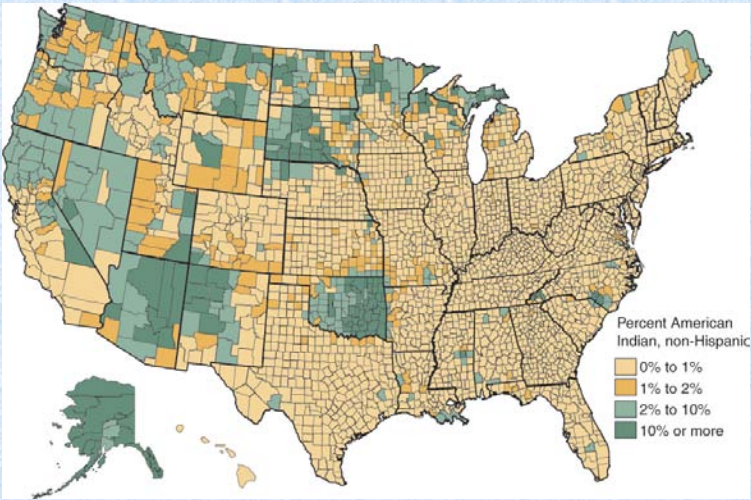 Percent American
Indian, non-Hispanic
0% to 1%
1% to 2%
2% to 10%
10% or more